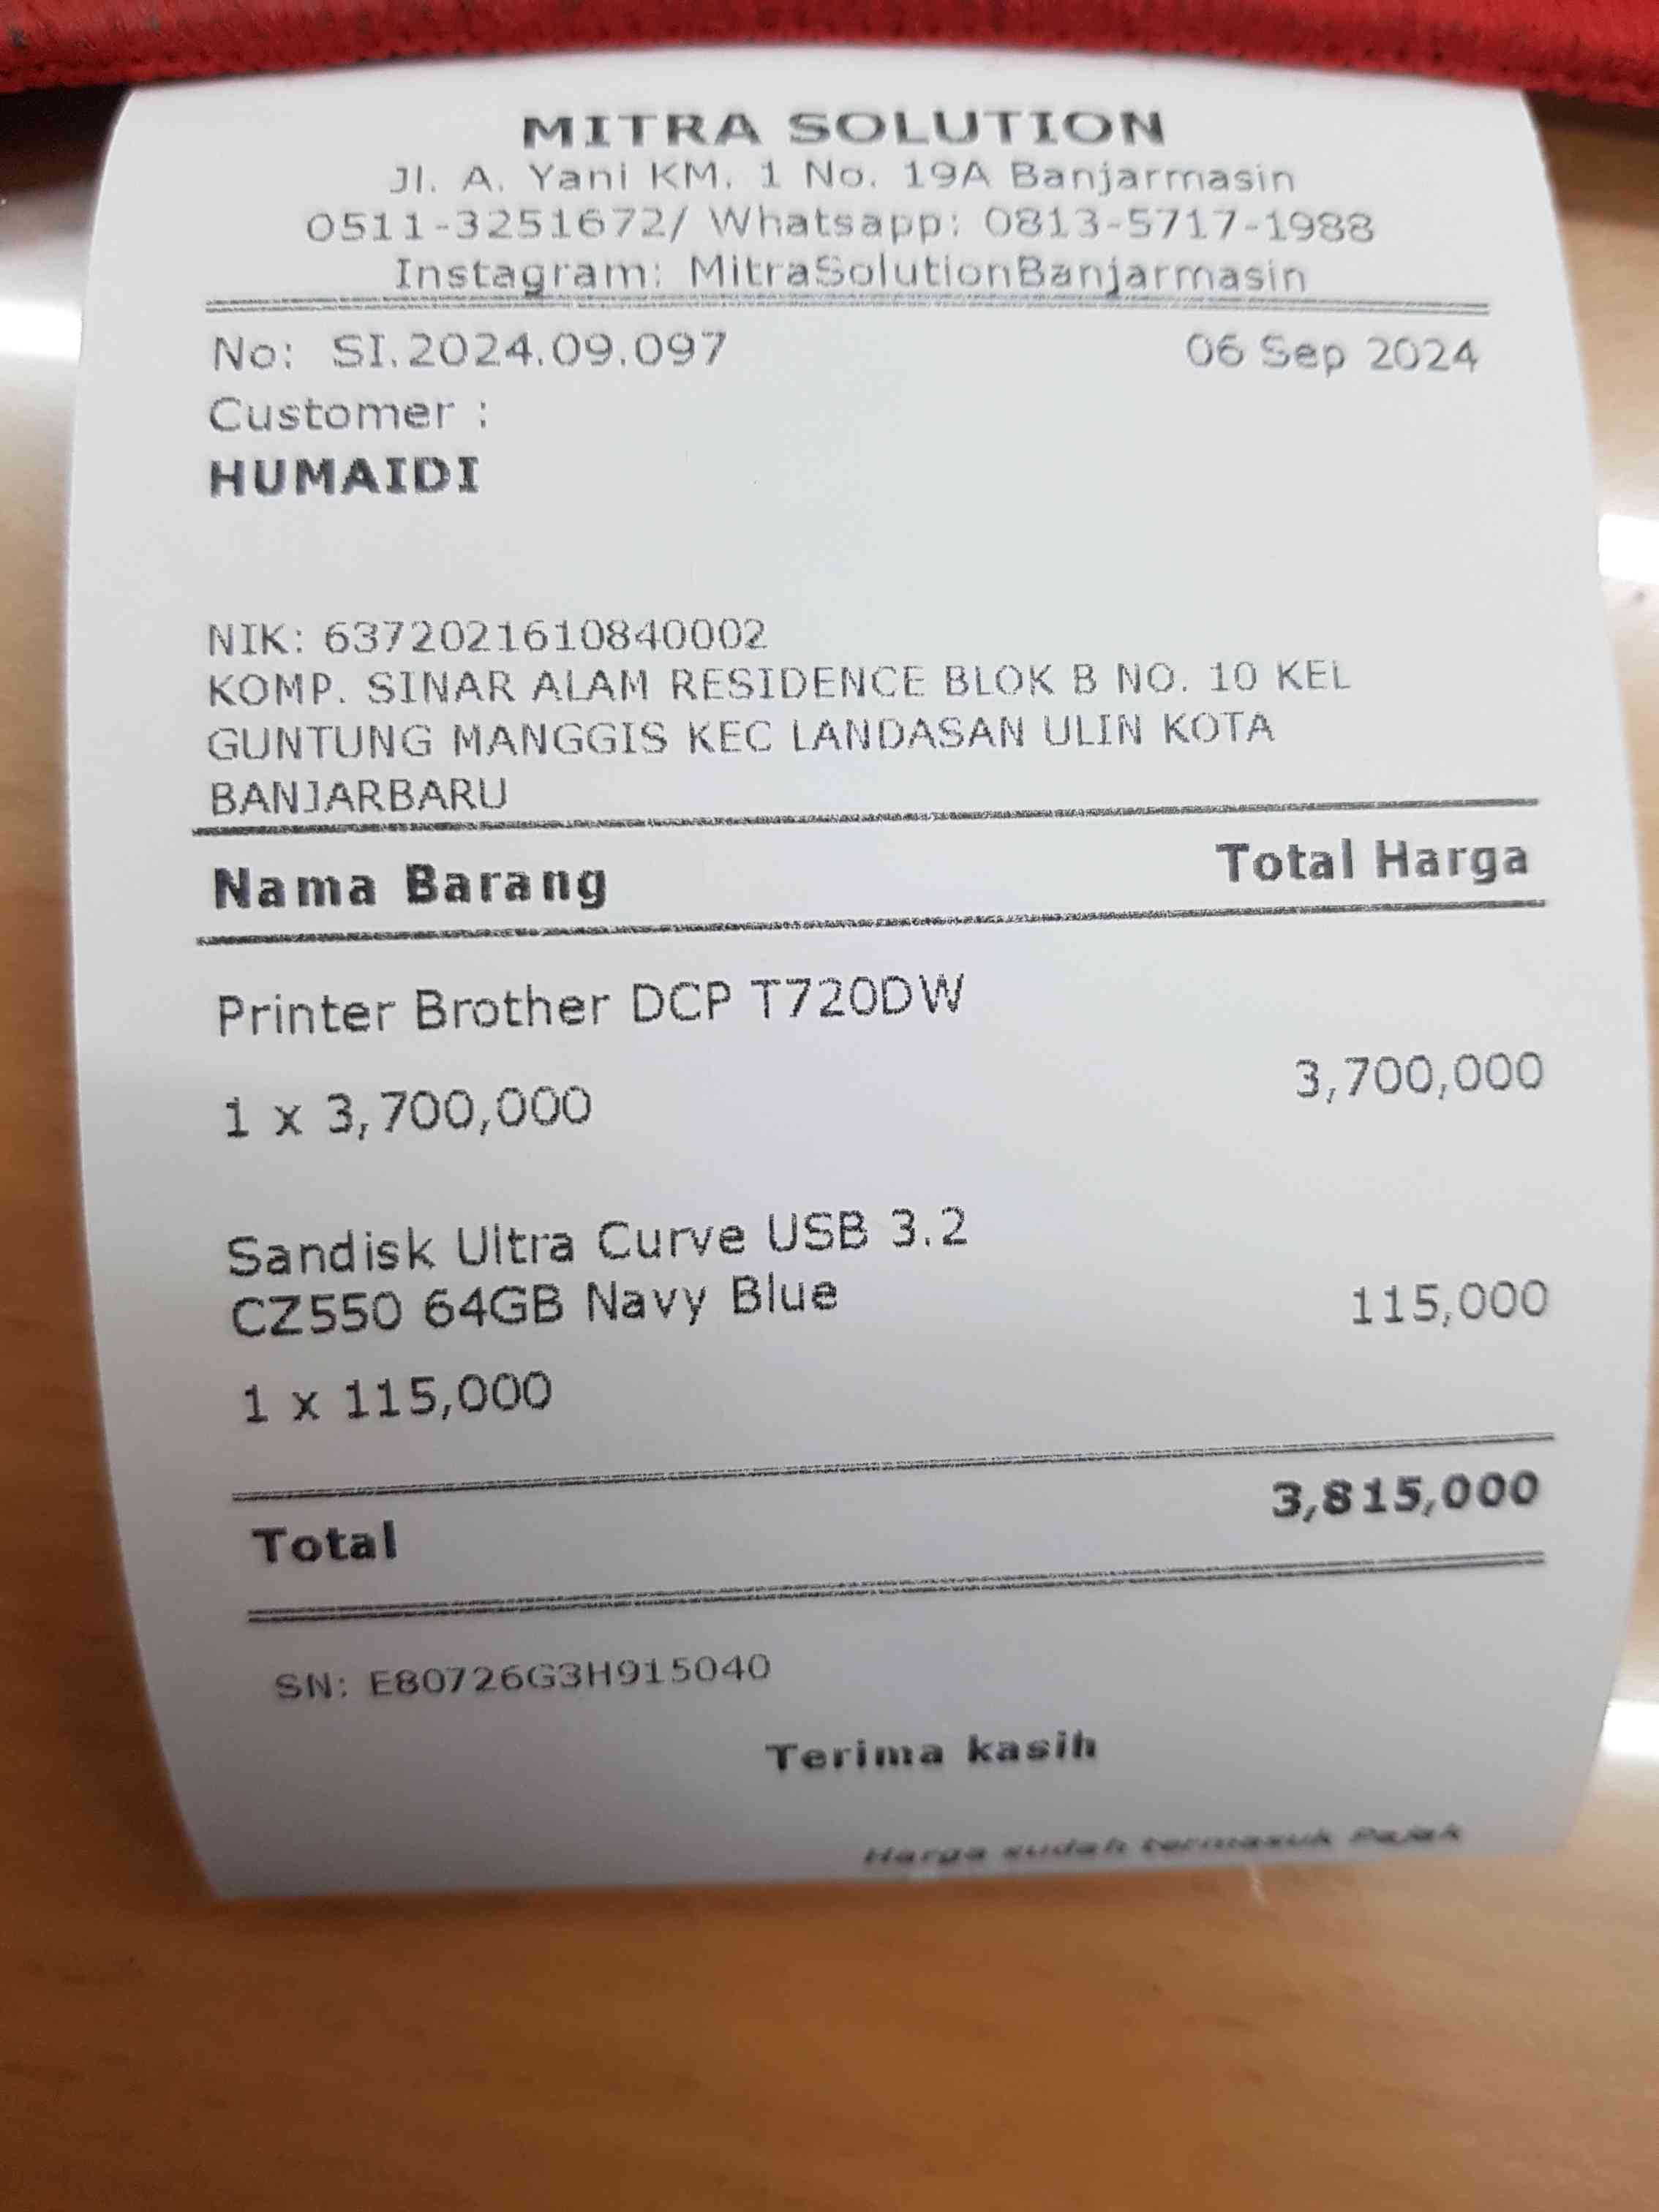 MITRA SOLUTION
Jl. A. Yani KM. 1 No. 19A Banjarmasin
0511-3251672/ Whatsapp: 0813-5717-1988
Instagram: MitraSolutionBanjarmasin
No: SI.2024.09.097 06 Sep 2024
Customer :
HUMAIDI
NIK: 6372021610840002
KOMP. SINAR ALAM RESIDENCE BLOK B NO. 10 KEL
GUNTUNG MANGGIS KEC LANDASAN ULIN KOTA
BANJARBARU
Nama Barang Total Harga
Printer Brother DCP T720DW
1 x 3,700,000 3,700,000
Sandisk Ultra Curve USB 3.2
CZ550 64GB Navy Blue 115,000
1 x 115,000
Total 3,815,000
SN: E80726G3H915040
Terima kasih
Harga sudah termasuk Pajak